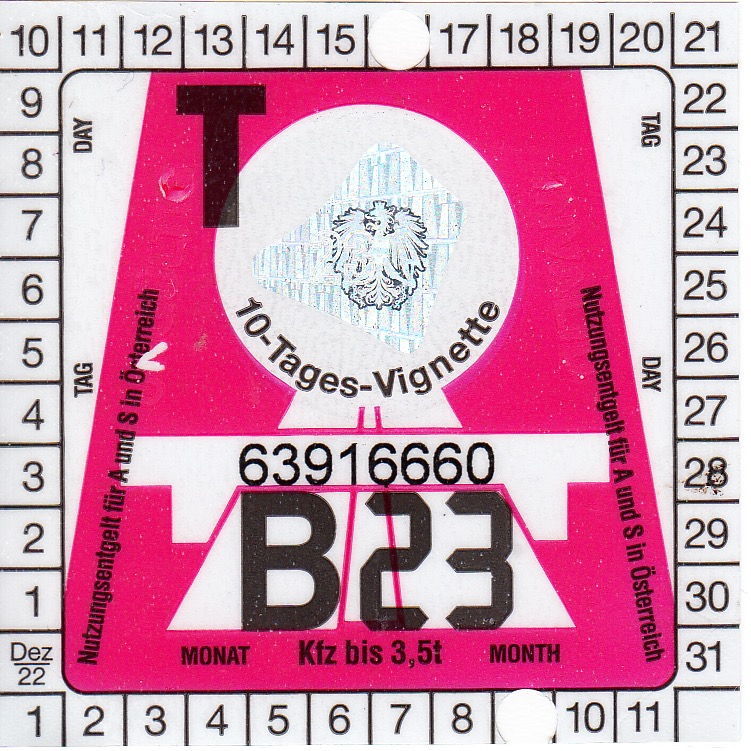 10 11 12 13 14 15 17 18 19 20 21
9 22
8 23
7 24
6 25
5 26
4 27
3 28
2 29
1 30
Dez
22
31
1 2 3 4 5 6 7 8 10 11
DAY
TAG
T
10-Tages-Vignette
TAG
DAY
Nutzungsentgelt für A und S in Österreich
Nutzungsentgelt für A und S in Österreich
63916660
B23
MONAT Kfz bis 3,5t MONTH